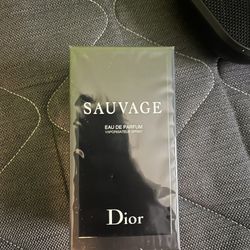 SAUVAGE
EAU DE PARFUM
VAPORISATEUR SPRAY
Dior